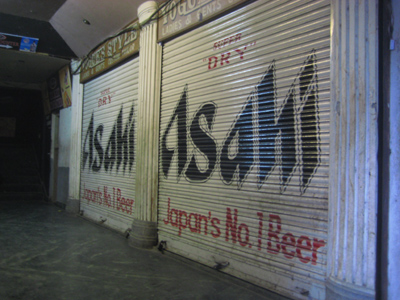 SUPER
DRY
Asahi
Japan's No.1 Beer
SUPER
DRY
Asahi
Japan's No.1 Beer